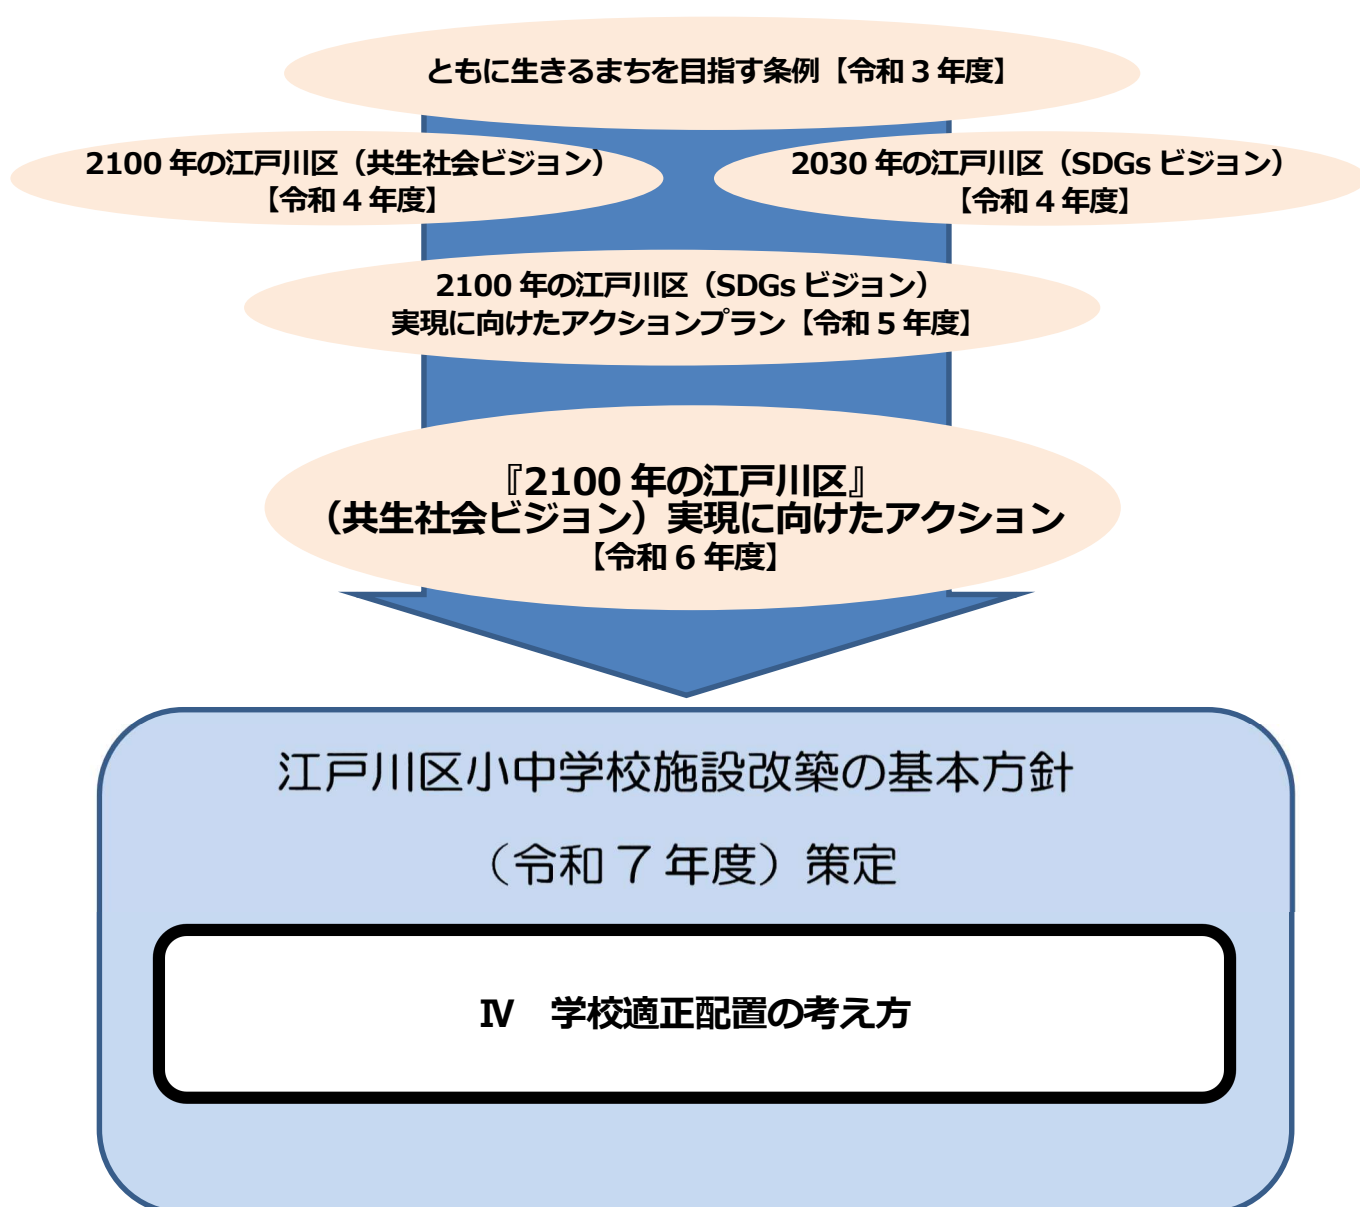 ともに生きるまちを目指す条例【令和3年度】
2100年の江戸川区（共生社会ビジョン）
【令和4年度】
2030年の江戸川区（SDGsビジョン）
【令和4年度】
2100年の江戸川区（SDGsビジョン）
実現に向けたアクションプラン【令和5年度】
『2100年の江戸川区』
（共生社会ビジョン）実現に向けたアクション
【令和6年度】
江戸川区小中学校施設改築の基本方針
（令和7年度）策定
Ⅳ　学校適正配置の考え方